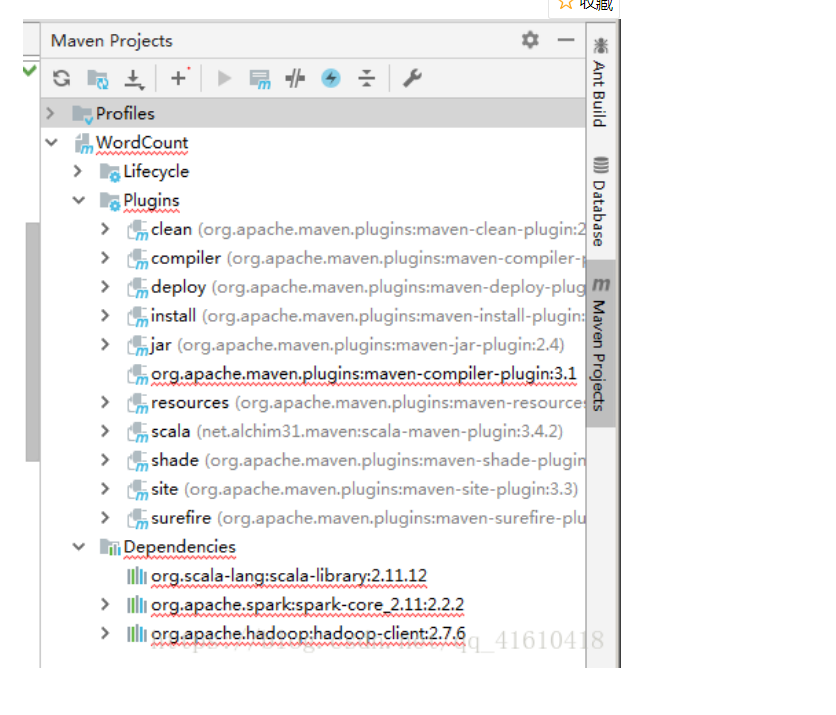 收藏
Maven Projects
Profiles
WordCount
Lifecycle
Plugins
clean (org.apache.maven.plugins:maven-clean-plugin:2
compiler (org.apache.maven.plugins:maven-compiler-p
deploy (org.apache.maven.plugins:maven-deploy-plug
install (org.apache.maven.plugins:maven-install-plugin:
jar (org.apache.maven.plugins:maven-jar-plugin:2.4)
org.apache.maven.plugins:maven-compiler-plugin:3.1
resources (org.apache.maven.plugins:maven-resources
scala (net.alchim31.maven:scala-maven-plugin:3.4.2)
shade (org.apache.maven.plugins:maven-shade-plugin
site (org.apache.maven.plugins:maven-site-plugin:3.3)
surefire (org.apache.maven.plugins:maven-surefire-plu
Dependencies
org.scala-lang:scala-library:2.11.12
org.apache.spark:spark-core_2.11:2.2.2
org.apache.hadoop:hadoop-client:2.7.6
qq_41610418
Ant Build
Database
Maven Projects